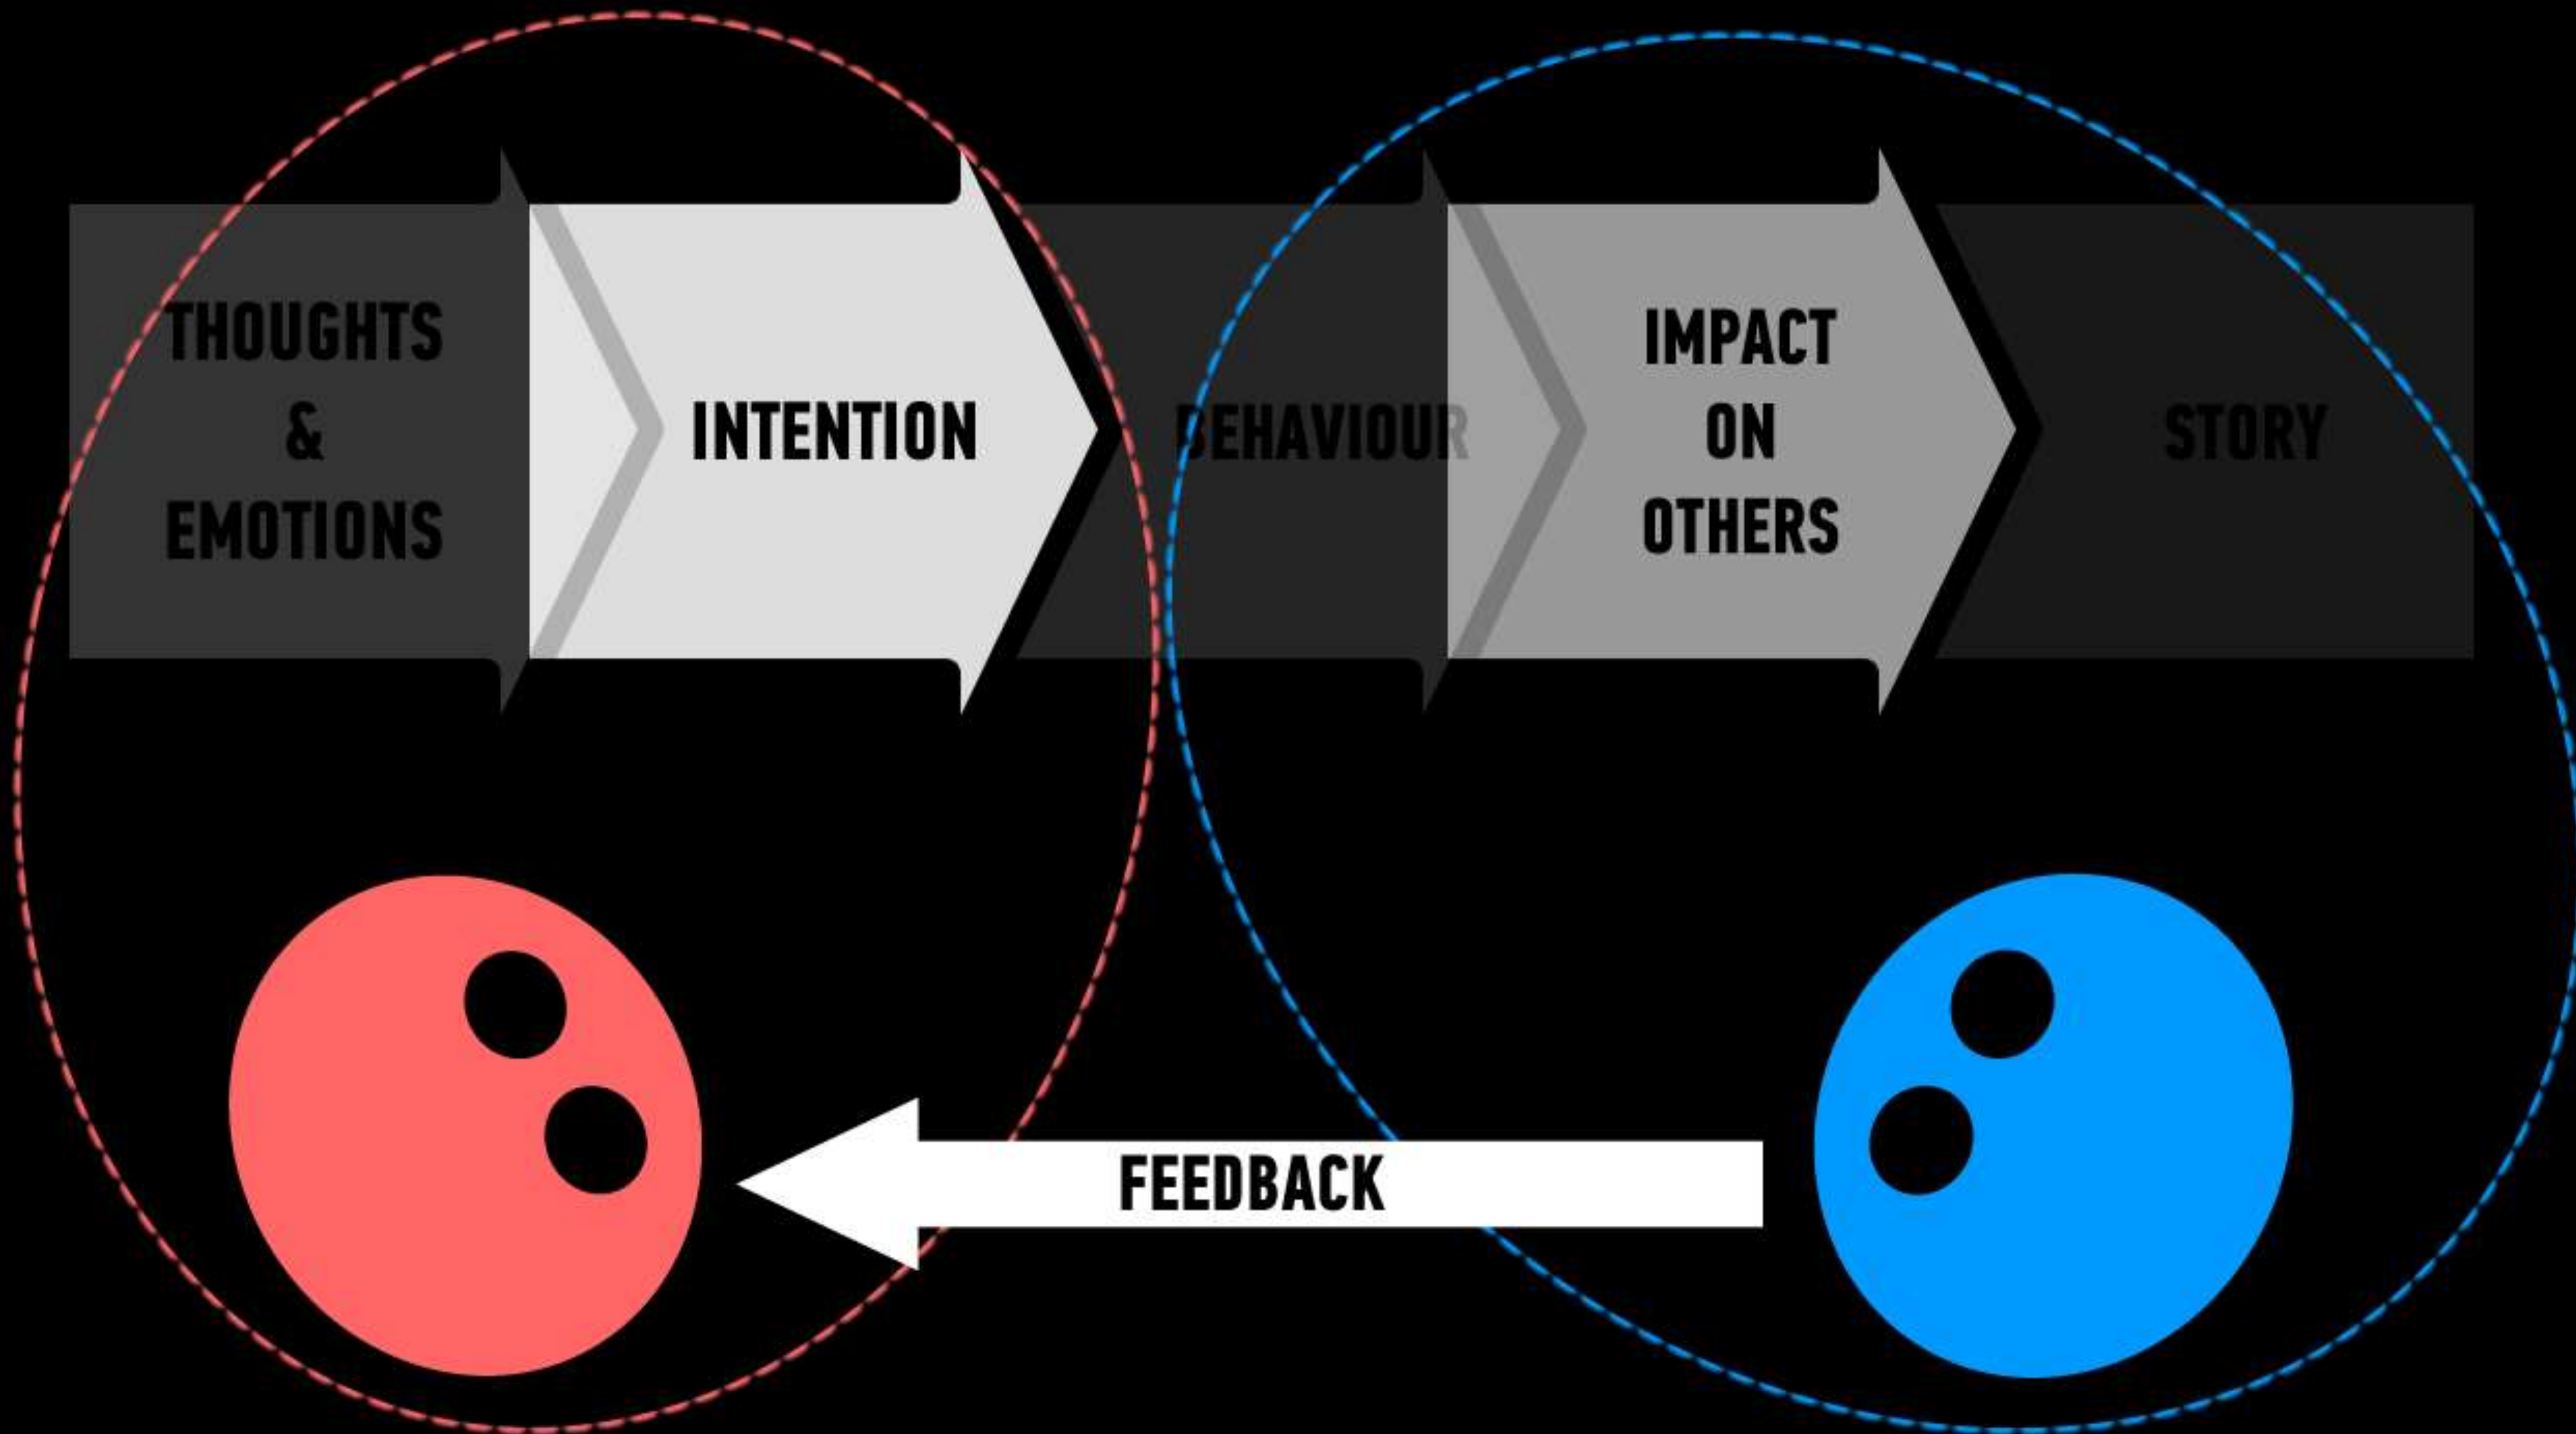 THOUGHTS
&
EMOTIONS
INTENTION
BEHAVIOUR
IMPACT
ON
OTHERS
STORY
FEEDBACK